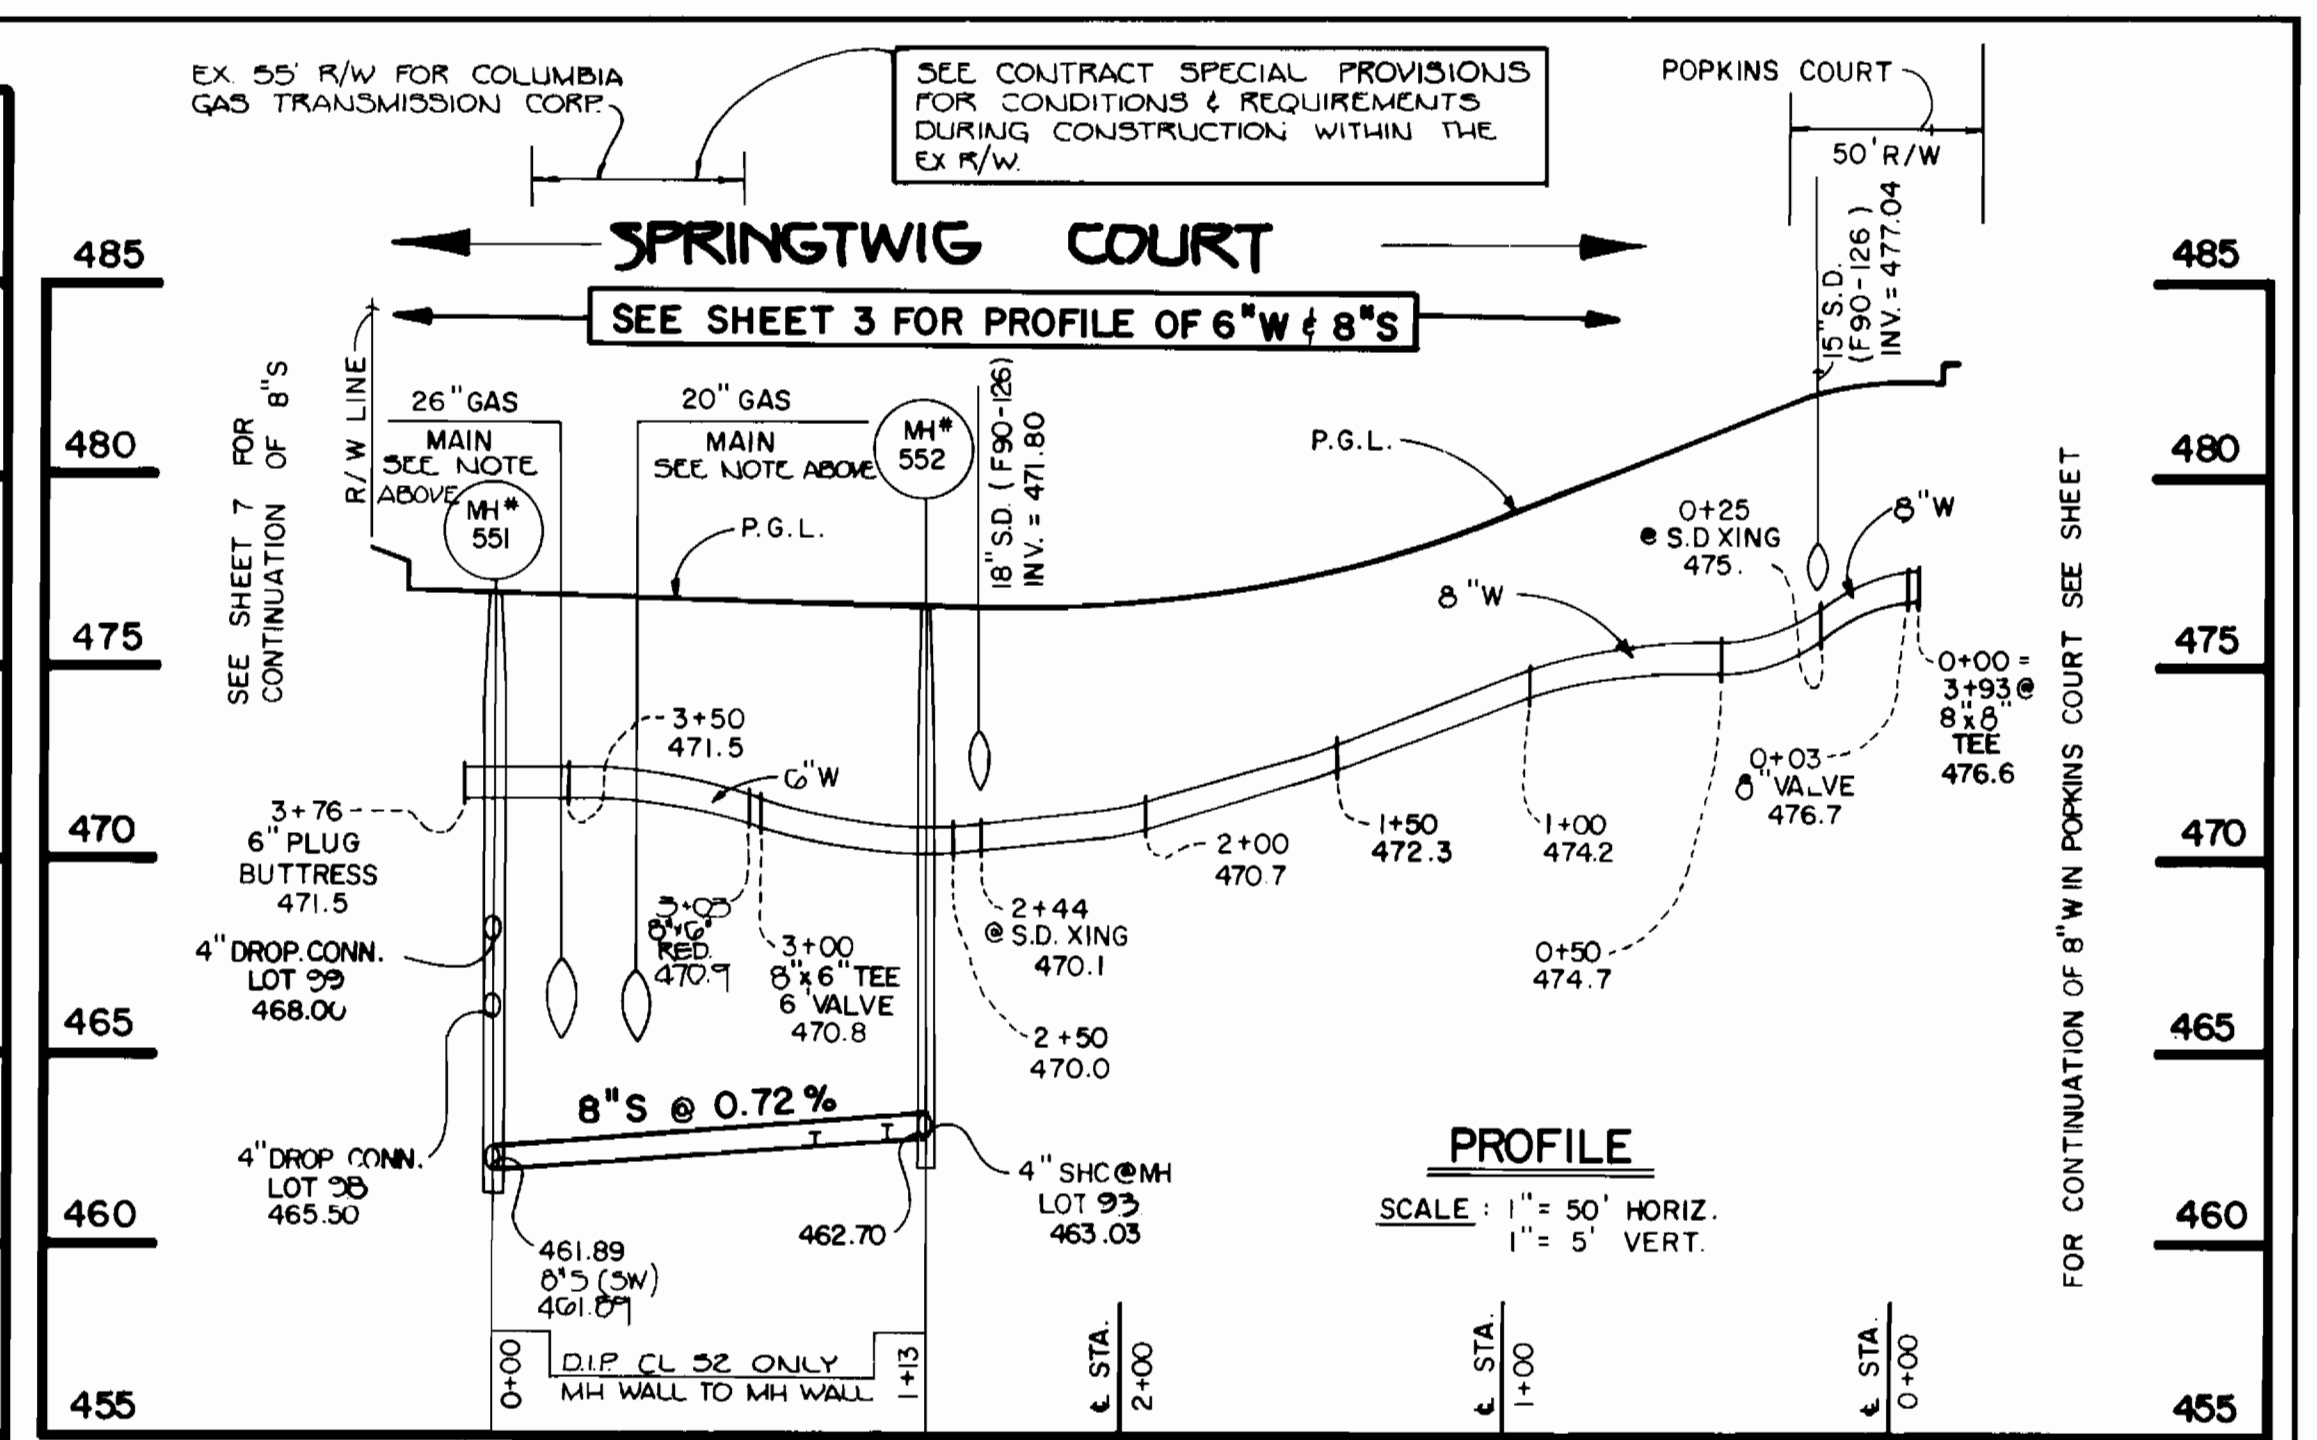 EX. 55' R/W FOR COLUMBIA
GAS TRANSMISSION CORP.
SEE CONTRACT SPECIAL PROVISIONS
FOR CONDITIONS & REQUIREMENTS
DURING CONSTRUCTION WITHIN THE
EX R/W.
POPKINS COURT
50' R/W
SPRINGTWIG COURT
SEE SHEET 3 FOR PROFILE OF 6"W & 8"S
15" S.D.
(F90-126)
INV. = 477.04
485
480
475
470
465
460
455
485
480
475
470
465
460
455
SEE SHEET 7 FOR
CONTINUATION OF 8"S
R/W LINE
26" GAS
MAIN
SEE NOTE
ABOVE
MH#
551
20" GAS
MAIN
SEE NOTE ABOVE
MH#
552
18" S.D. (F90-126)
INV. = 471.80
P.G.L.
P.G.L.
0+25
@ S.D XING
475.
8"W
8"W
0+00 =
3+93@
8"x8"
TEE
476.6
0+03
8" VALVE
476.7
3+50
471.5
6"W
3+76
6" PLUG
BUTTRESS
471.5
3+03
8"x6"
RED.
470.9
3+00
8"x6" TEE
6"VALVE
470.8
2+44
@ S.D. XING
470.1
2+50
470.0
2+00
470.7
1+50
472.3
1+00
474.2
0+50
474.7
4" DROP. CONN.
LOT 99
468.00
4" DROP CONN.
LOT 98
465.50
8"S @ 0.72%
T T
461.89
8"S (SW)
461.89
462.70
4" SHC@MH
LOT 93
463.03
PROFILE
SCALE : 1" = 50' HORIZ.
1" = 5' VERT.
0+00
D.I.P. CL 52 ONLY
MH WALL TO MH WALL
1+13
℄ STA.
2+00
℄ STA.
1+00
℄ STA.
0+00
FOR CONTINUATION OF 8"W IN POPKINS COURT SEE SHEET